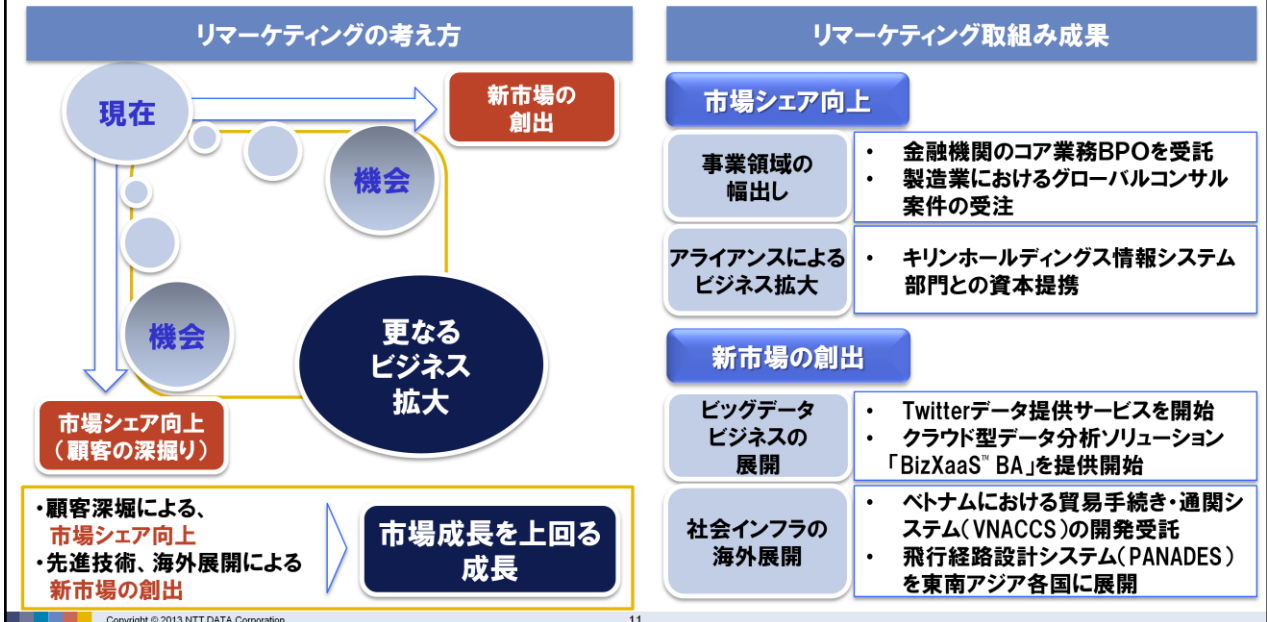 リマーケティングの考え方
現在
新市場の
創出
機会
機会
更なる
ビジネス
拡大
市場シェア向上
(顧客の深掘り)
・顧客深堀による、
市場シェア向上
・先進技術、海外展開による
新市場の創出
市場成長を上回る
成長
リマーケティング取組み成果
市場シェア向上
事業領域の
幅出し
• 金融機関のコア業務BPOを受託
• 製造業におけるグローバルコンサル
案件の受注
アライアンスによる
ビジネス拡大
• キリンホールディングス情報システム
部門との資本提携
新市場の創出
ビッグデータ
ビジネスの
展開
• Twitterデータ提供サービスを開始
• クラウド型データ分析ソリューション
「BizXaaS™ BA」を提供開始
社会インフラの
海外展開
• ベトナムにおける貿易手続き・通関シ
ステム(VNACCS)の開発受託
• 飛行経路設計システム(PANADES)
を東南アジア各国に展開
Copyright © 2013 NTT DATA Corporation
11